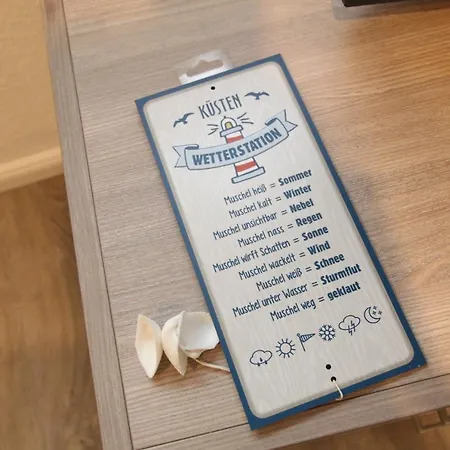 KÜSTEN
WETTERSTATION
Muschel heiß = Sommer
Muschel kalt = Winter
Muschel unsichtbar = Nebel
Muschel nass = Regen
Muschel wirft Schatten = Sonne
Muschel wackelt = Wind
Muschel weiß = Schnee
Muschel unter Wasser = Sturmflut
Muschel weg = geklaut